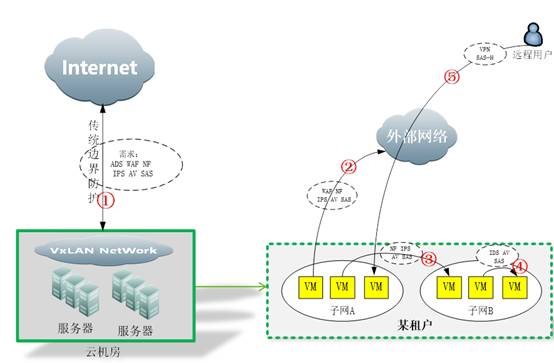 Internet
传统边界防护
需求:
ADS WAF NF
IPS AV SAS
①
VxLAN NetWork
服务器
服务器
云机房
VPN
SAS-H
远程用户
⑤
外部网络
②
WAF NF
IPS AV SAS
NF IPS
AV SAS
③
IDS AV
SAS
④
VM
VM
VM
VM
VM
VM
子网A
子网B
某租户